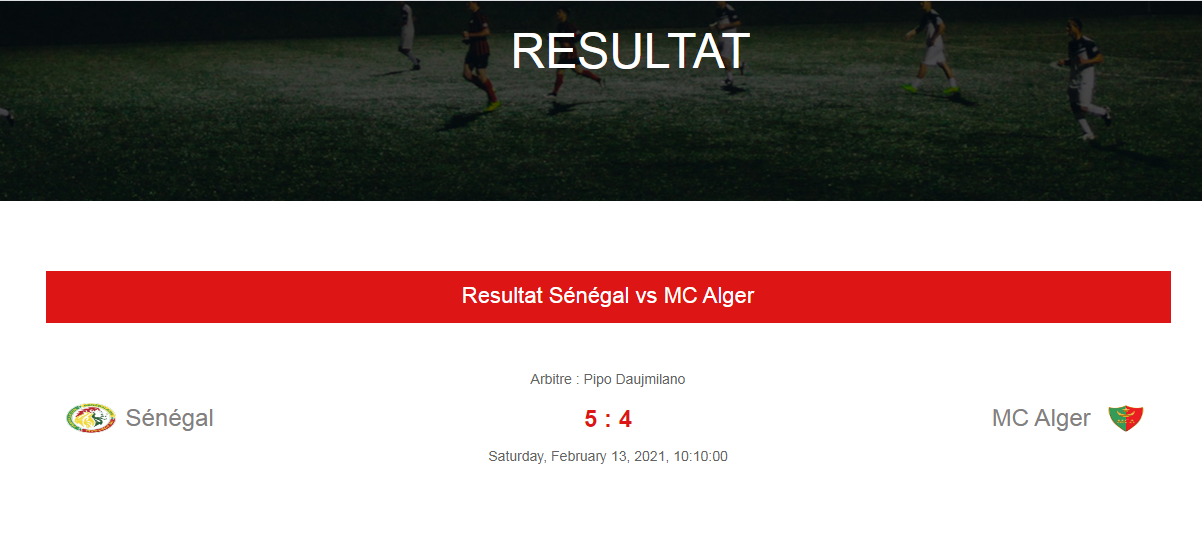 RESULTAT
Resultat Sénégal vs MC Alger
Arbitre : Pipo Daujmilano
Sénégal
5 : 4
MC Alger
Saturday, February 13, 2021, 10:10:00